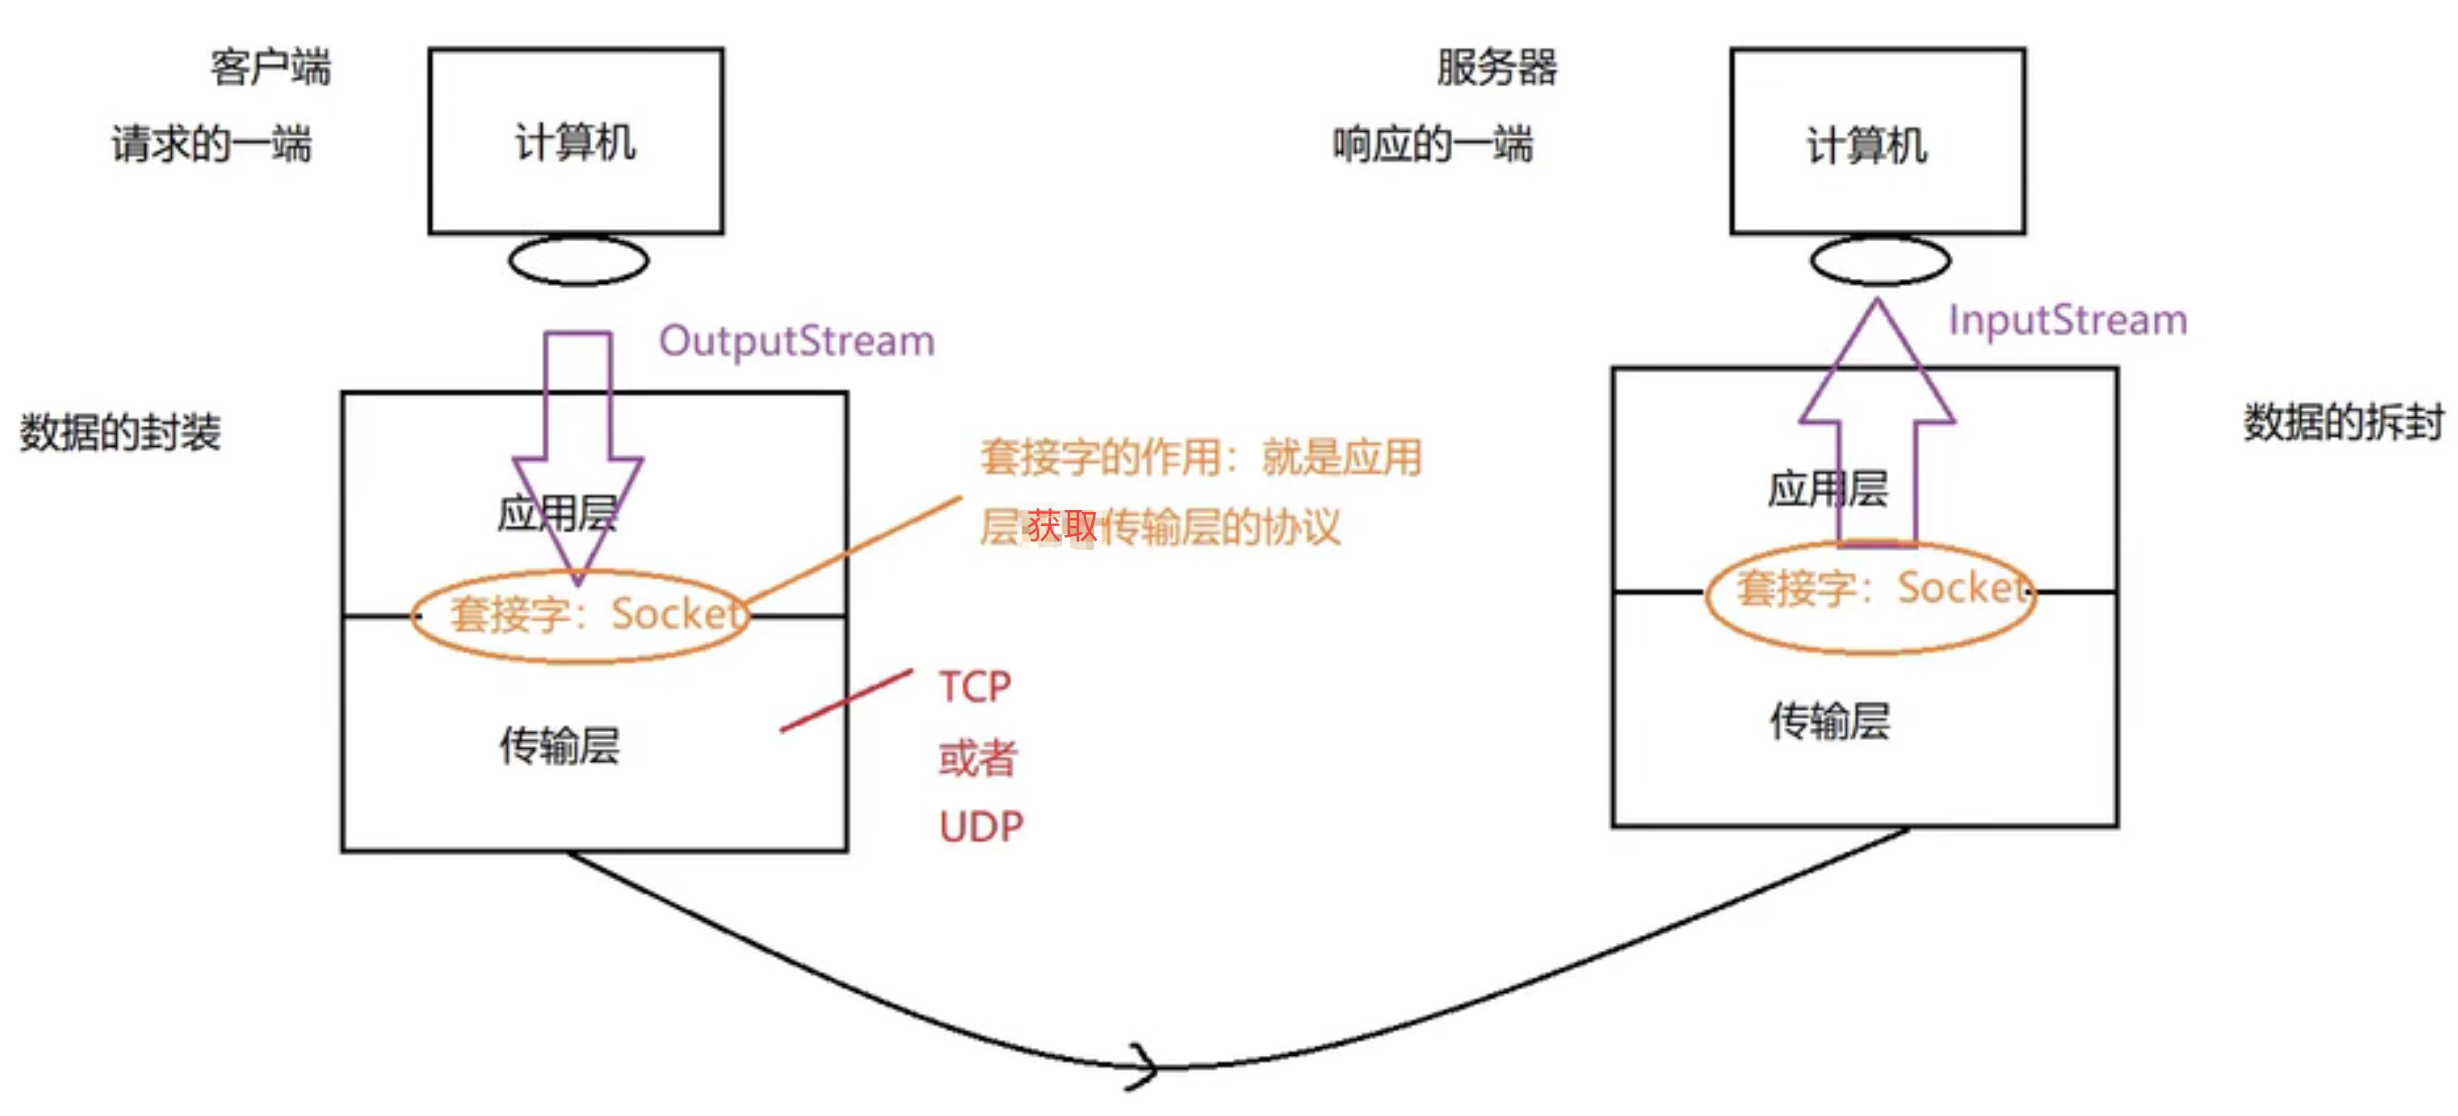 客户端
请求的一端
计算机
服务器
响应的一端
计算机
OutputStream
InputStream
数据的封装
数据的拆封
应用层
套接字的作用：就是应用
层获取传输层的协议
应用层
套接字：Socket
套接字：Socket
传输层
TCP
或者
UDP
传输层